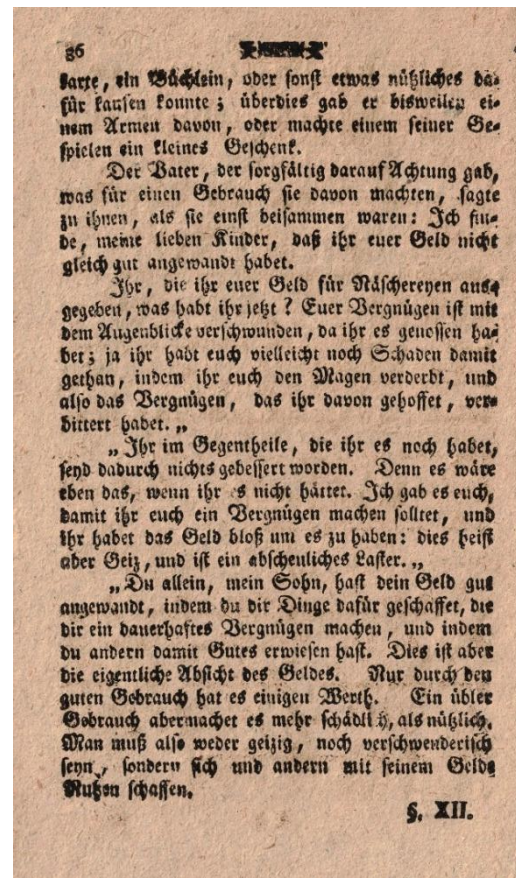 36
karte, ein Büchlein, oder sonst etwas nützliches da-
für kaufen konnte; überdies gab er bisweilen ei-
nem Armen davon, oder machte einem seiner Ge-
spielen ein kleines Geschenk.
Der Vater, der sorgfältig darauf Achtung gab,
was für einen Gebrauch sie davon machten, sagte
zu ihnen, als sie einst beisammen waren: Ich fin-
de, meine lieben Kinder, daß ihr euer Geld nicht
gleich gut angewandt habet.
Ihr, die ihr euer Geld für Näschereyen aus-
gegeben, was habt ihr jetzt? Euer Vergnügen ist mit
dem Augenblicke verschwunden, da ihr es genossen ha-
bet; ja ihr habt euch vielleicht noch Schaden damit
gethan, indem ihr euch den Magen verderbt, und
also das Vergnügen, das ihr davon gehoffet, ver-
bittert habet.„
„Ihr im Gegentheile, die ihr es noch habet,
seyd dadurch nichts gebessert worden. Denn es wäre
eben das, wenn ihr es nicht hättet. Ich gab es euch,
damit ihr euch ein Vergnügen machen solltet, und
ihr habet das Geld bloß um es zu haben: dies heist
aber Geiz, und ist ein abscheuliches Laster.„
„Du allein, mein Sohn, hast dein Geld gut
angewandt, indem du dir Dinge dafür geschaffet, die
dir ein dauerhaftes Vergnügen machen, und indem
du andern damit Gutes erwiesen hast. Dies ist aber
die eigentliche Absicht des Geldes. Nur durch den
guten Gebrauch hat es einigen Werth. Ein übler
Gebrauch aber machet es mehr schädlich, als nützlich.
Man muß also weder geizig, noch verschwenderisch
seyn, sondern sich und andern mit seinem Gelde
Nutzen schaffen.
§. XII.